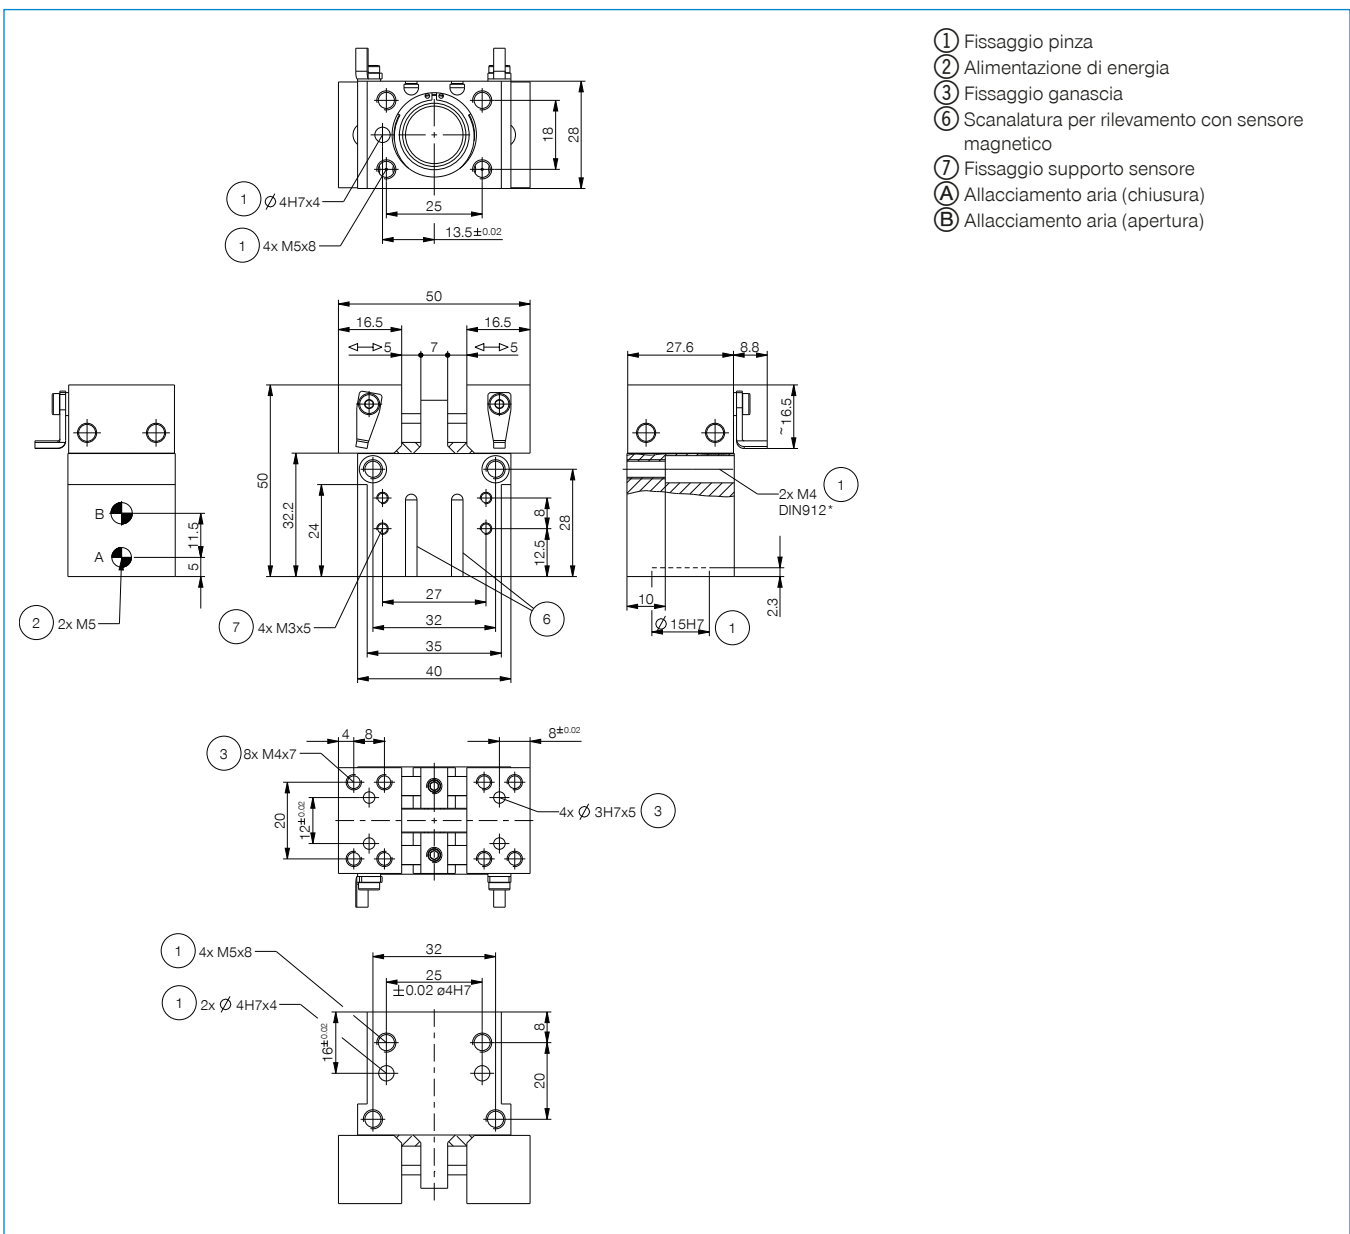 1 Fissaggio pinza
2 Alimentazione di energia
3 Fissaggio ganascia
6 Scanalatura per rilevamento con sensore
magnetico
7 Fissaggio supporto sensore
A Allacciamento aria (chiusura)
B Allacciamento aria (apertura)
18
28
1 Ø 4H7x4
25
13.5±0.02
1 4x M5x8
50
16.5
16.5
5
7
5
27.6
8.8
~16.5
50
32.2
24
8
12.5
28
2x M4 1
DIN912*
B
A
11.5
5
2 2x M5
7 4x M3x5
27
32
35
40
6
10
Ø 15H7 1
2.3
4
8
8±0.02
3 8x M4x7
20
12±0.02
4x Ø 3H7x5 3
1 4x M5x8
32
25
±0.02 ø4H7
1 2x Ø 4H7x4
16±0.02
8
20